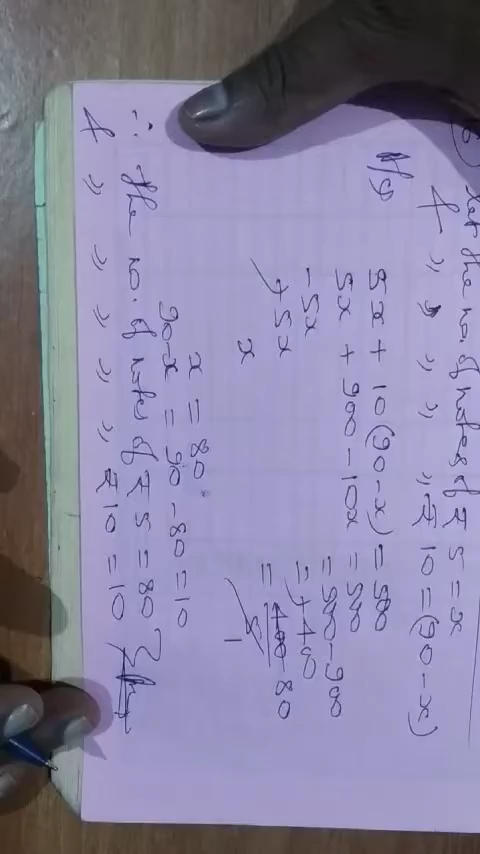 6) Let the no. of notes of ₹ 5 = x
& 〃 〃 〃 〃 ₹ 10 = (90-x)
A/Q
5x + 10(90-x) = 500
5x + 900 - 10x = 500
-5x = 500-900
+5x = +400
x = 400 80
5 1
x = 80
90-x = 90-80 = 10
∴ The no. of notes of ₹ 5 = 80
& 〃 〃 〃 〃 ₹ 10 = 10